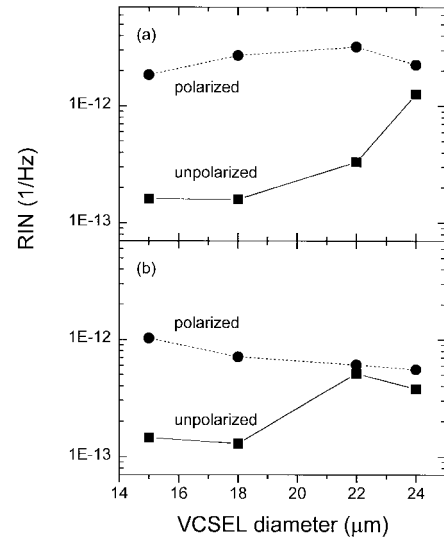 (a)
1E-12
polarized
unpolarized
1E-13
RIN (1/Hz)
(b)
polarized
1E-12
unpolarized
1E-13
14 16 18 20 22 24
VCSEL diameter (μm)